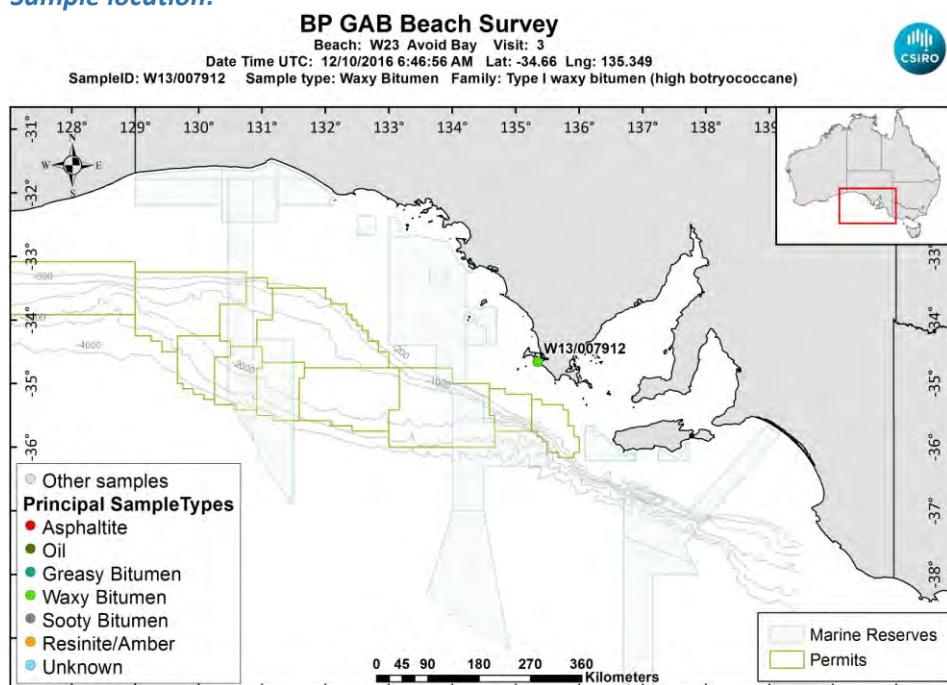 Sample location:
BP GAB Beach Survey
Beach: W23 Avoid Bay Visit: 3
Date Time UTC: 12/10/2016 6:46:56 AM Lat: -34.66 Lng: 135.349
SampleID: W13/007912 Sample type: Waxy Bitumen Family: Type I waxy bitumen (high botryococcane)
CSIRO
128° 129° 130° 131° 132° 133° 134° 135° 136° 137° 138° 139
-31°
-32°
-33°
-34°
-35°
-36°
-37°
-38°
-31°
-32°
-33°
-34°
-35°
-36°
-37°
-38°
N
W E
S
-4000
-2000
-200
-1000
W13/007912
Other samples
Principal SampleTypes
Asphaltite
Oil
Greasy Bitumen
Waxy Bitumen
Sooty Bitumen
Resinite/Amber
Unknown
0 45 90 180 270 360
Kilometers
Marine Reserves
Permits